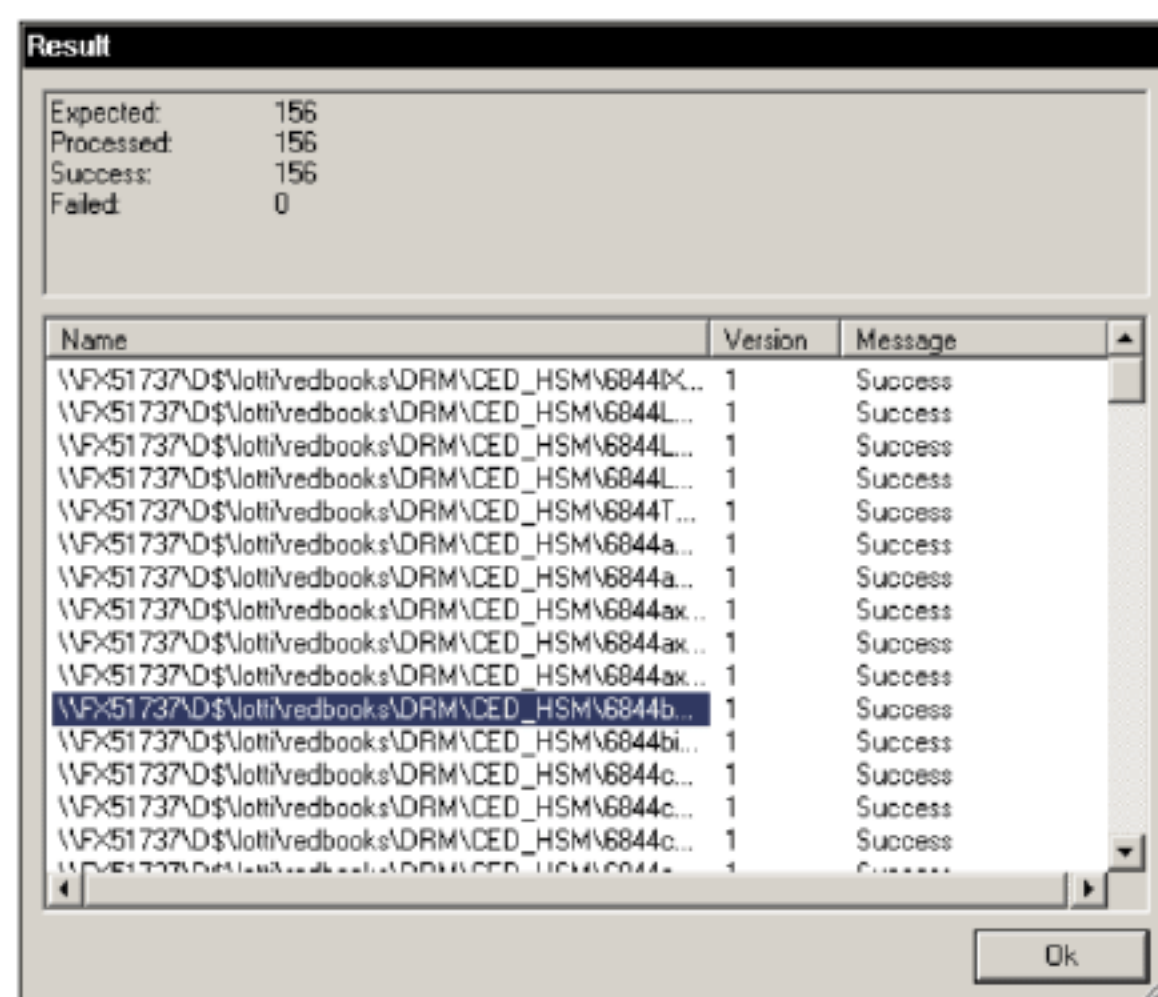 Result
Expected: 156
Processed: 156
Success: 156
Failed: 0
Name Version Message
\\FX51737\D$\lotti\redbooks\DRM\CED_HSM\6844IX... 1 Success
\\FX51737\D$\lotti\redbooks\DRM\CED_HSM\6844L... 1 Success
\\FX51737\D$\lotti\redbooks\DRM\CED_HSM\6844L... 1 Success
\\FX51737\D$\lotti\redbooks\DRM\CED_HSM\6844L... 1 Success
\\FX51737\D$\lotti\redbooks\DRM\CED_HSM\6844T... 1 Success
\\FX51737\D$\lotti\redbooks\DRM\CED_HSM\6844a... 1 Success
\\FX51737\D$\lotti\redbooks\DRM\CED_HSM\6844a... 1 Success
\\FX51737\D$\lotti\redbooks\DRM\CED_HSM\6844ax... 1 Success
\\FX51737\D$\lotti\redbooks\DRM\CED_HSM\6844ax... 1 Success
\\FX51737\D$\lotti\redbooks\DRM\CED_HSM\6844ax... 1 Success
\\FX51737\D$\lotti\redbooks\DRM\CED_HSM\6844b... 1 Success
\\FX51737\D$\lotti\redbooks\DRM\CED_HSM\6844bi... 1 Success
\\FX51737\D$\lotti\redbooks\DRM\CED_HSM\6844c... 1 Success
\\FX51737\D$\lotti\redbooks\DRM\CED_HSM\6844c... 1 Success
\\FX51737\D$\lotti\redbooks\DRM\CED_HSM\6844c... 1 Success
Ok